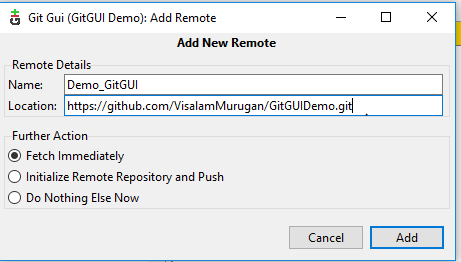 Git Gui (GitGUI Demo): Add Remote
Add New Remote
Remote Details
Name: Demo_GitGUI
Location: https://github.com/VisalamMurugan/GitGUIDemo.git
Further Action
Fetch Immediately
Initialize Remote Repository and Push
Do Nothing Else Now
Cancel Add